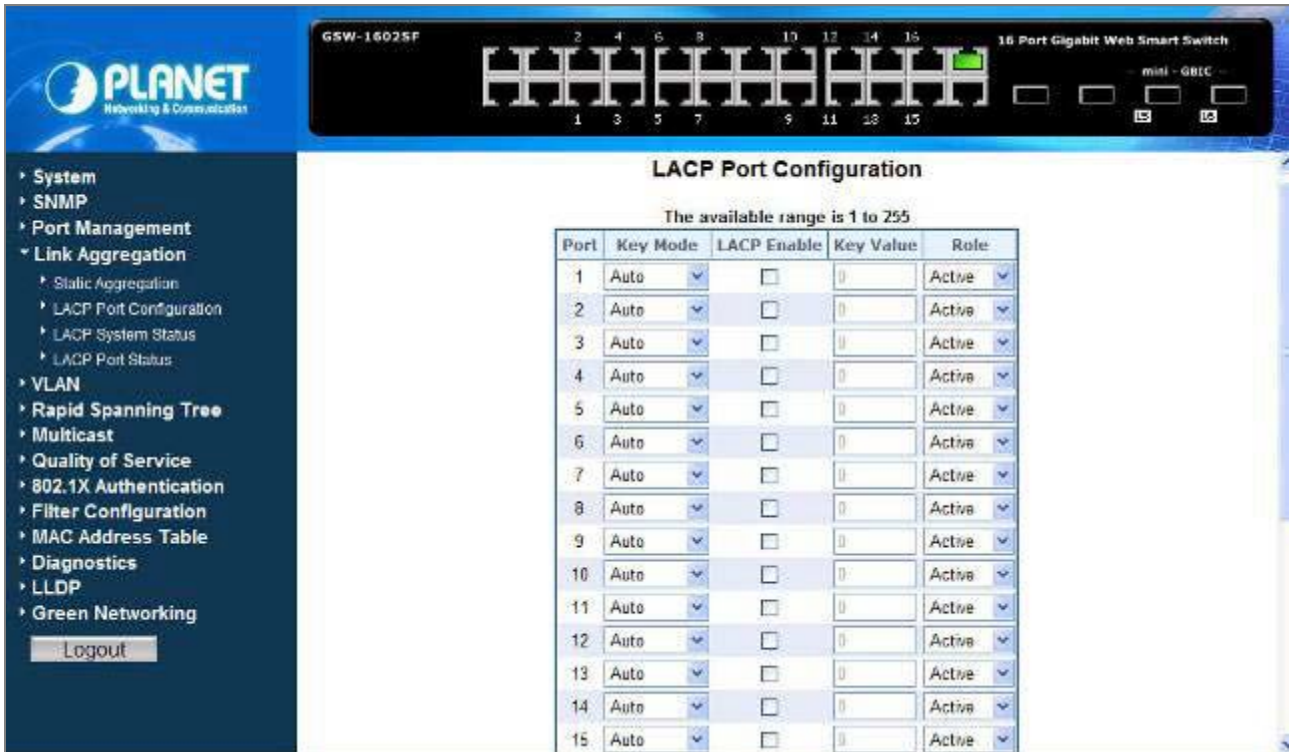 PLANET
Networking & Communication
GSW-1602SF
2 4 6 8 10 12 14 16
1 3 5 7 9 11 13 15
16 Port Gigabit Web Smart Switch
mini - GBIC
15 16
System
SNMP
Port Management
Link Aggregation
Static Aggregation
LACP Port Configuration
LACP System Status
LACP Port Status
VLAN
Rapid Spanning Tree
Multicast
Quality of Service
802.1X Authentication
Filter Configuration
MAC Address Table
Diagnostics
LLDP
Green Networking
Logout
LACP Port Configuration
The available range is 1 to 255
Port Key Mode LACP Enable Key Value Role
1 Auto 0 Active
2 Auto 0 Active
3 Auto 0 Active
4 Auto 0 Active
5 Auto 0 Active
6 Auto 0 Active
7 Auto 0 Active
8 Auto 0 Active
9 Auto 0 Active
10 Auto 0 Active
11 Auto 0 Active
12 Auto 0 Active
13 Auto 0 Active
14 Auto 0 Active
15 Auto 0 Active